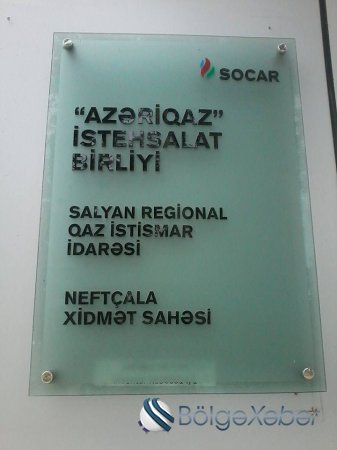 SOCAR
"AZƏRİQAZ"
İSTEHSALAT
BİRLİYİ
SALYAN REGIONAL
QAZ İSTİSMAR
İDARƏSİ
NEFTÇALA
XİDMƏT SAHƏSİ
BölgəXəbər